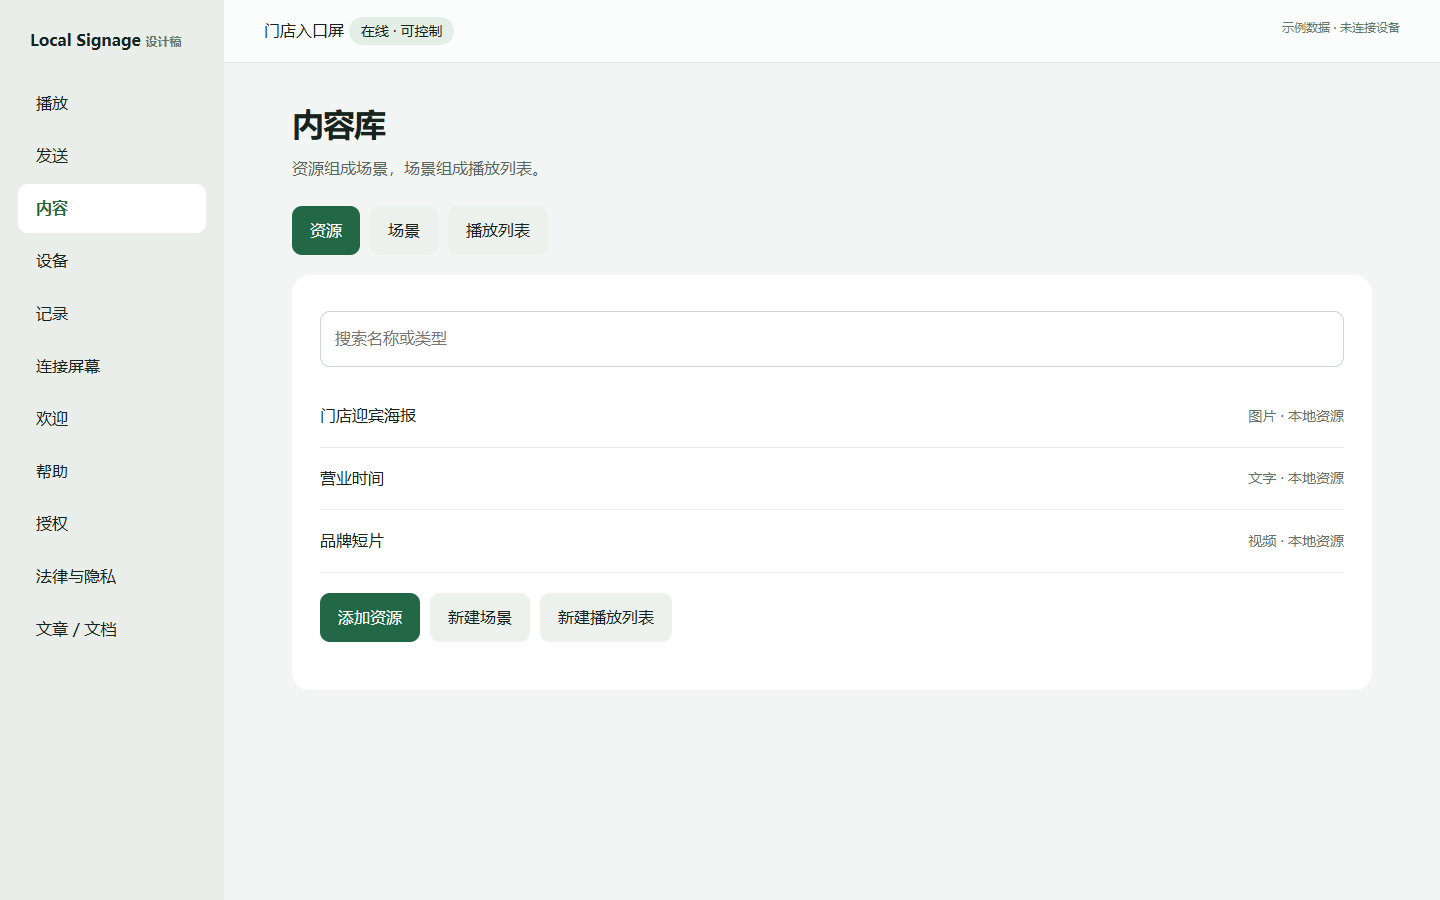 Local Signage 设计稿
播放
发送
内容
设备
记录
连接屏幕
欢迎
帮助
授权
法律与隐私
文章 / 文档
门店入口屏 在线 · 可控制
示例数据 · 未连接设备
内容库
资源组成场景，场景组成播放列表。
资源 场景 播放列表
搜索名称或类型
门店迎宾海报 图片 · 本地资源
营业时间 文字 · 本地资源
品牌短片 视频 · 本地资源
添加资源 新建场景 新建播放列表